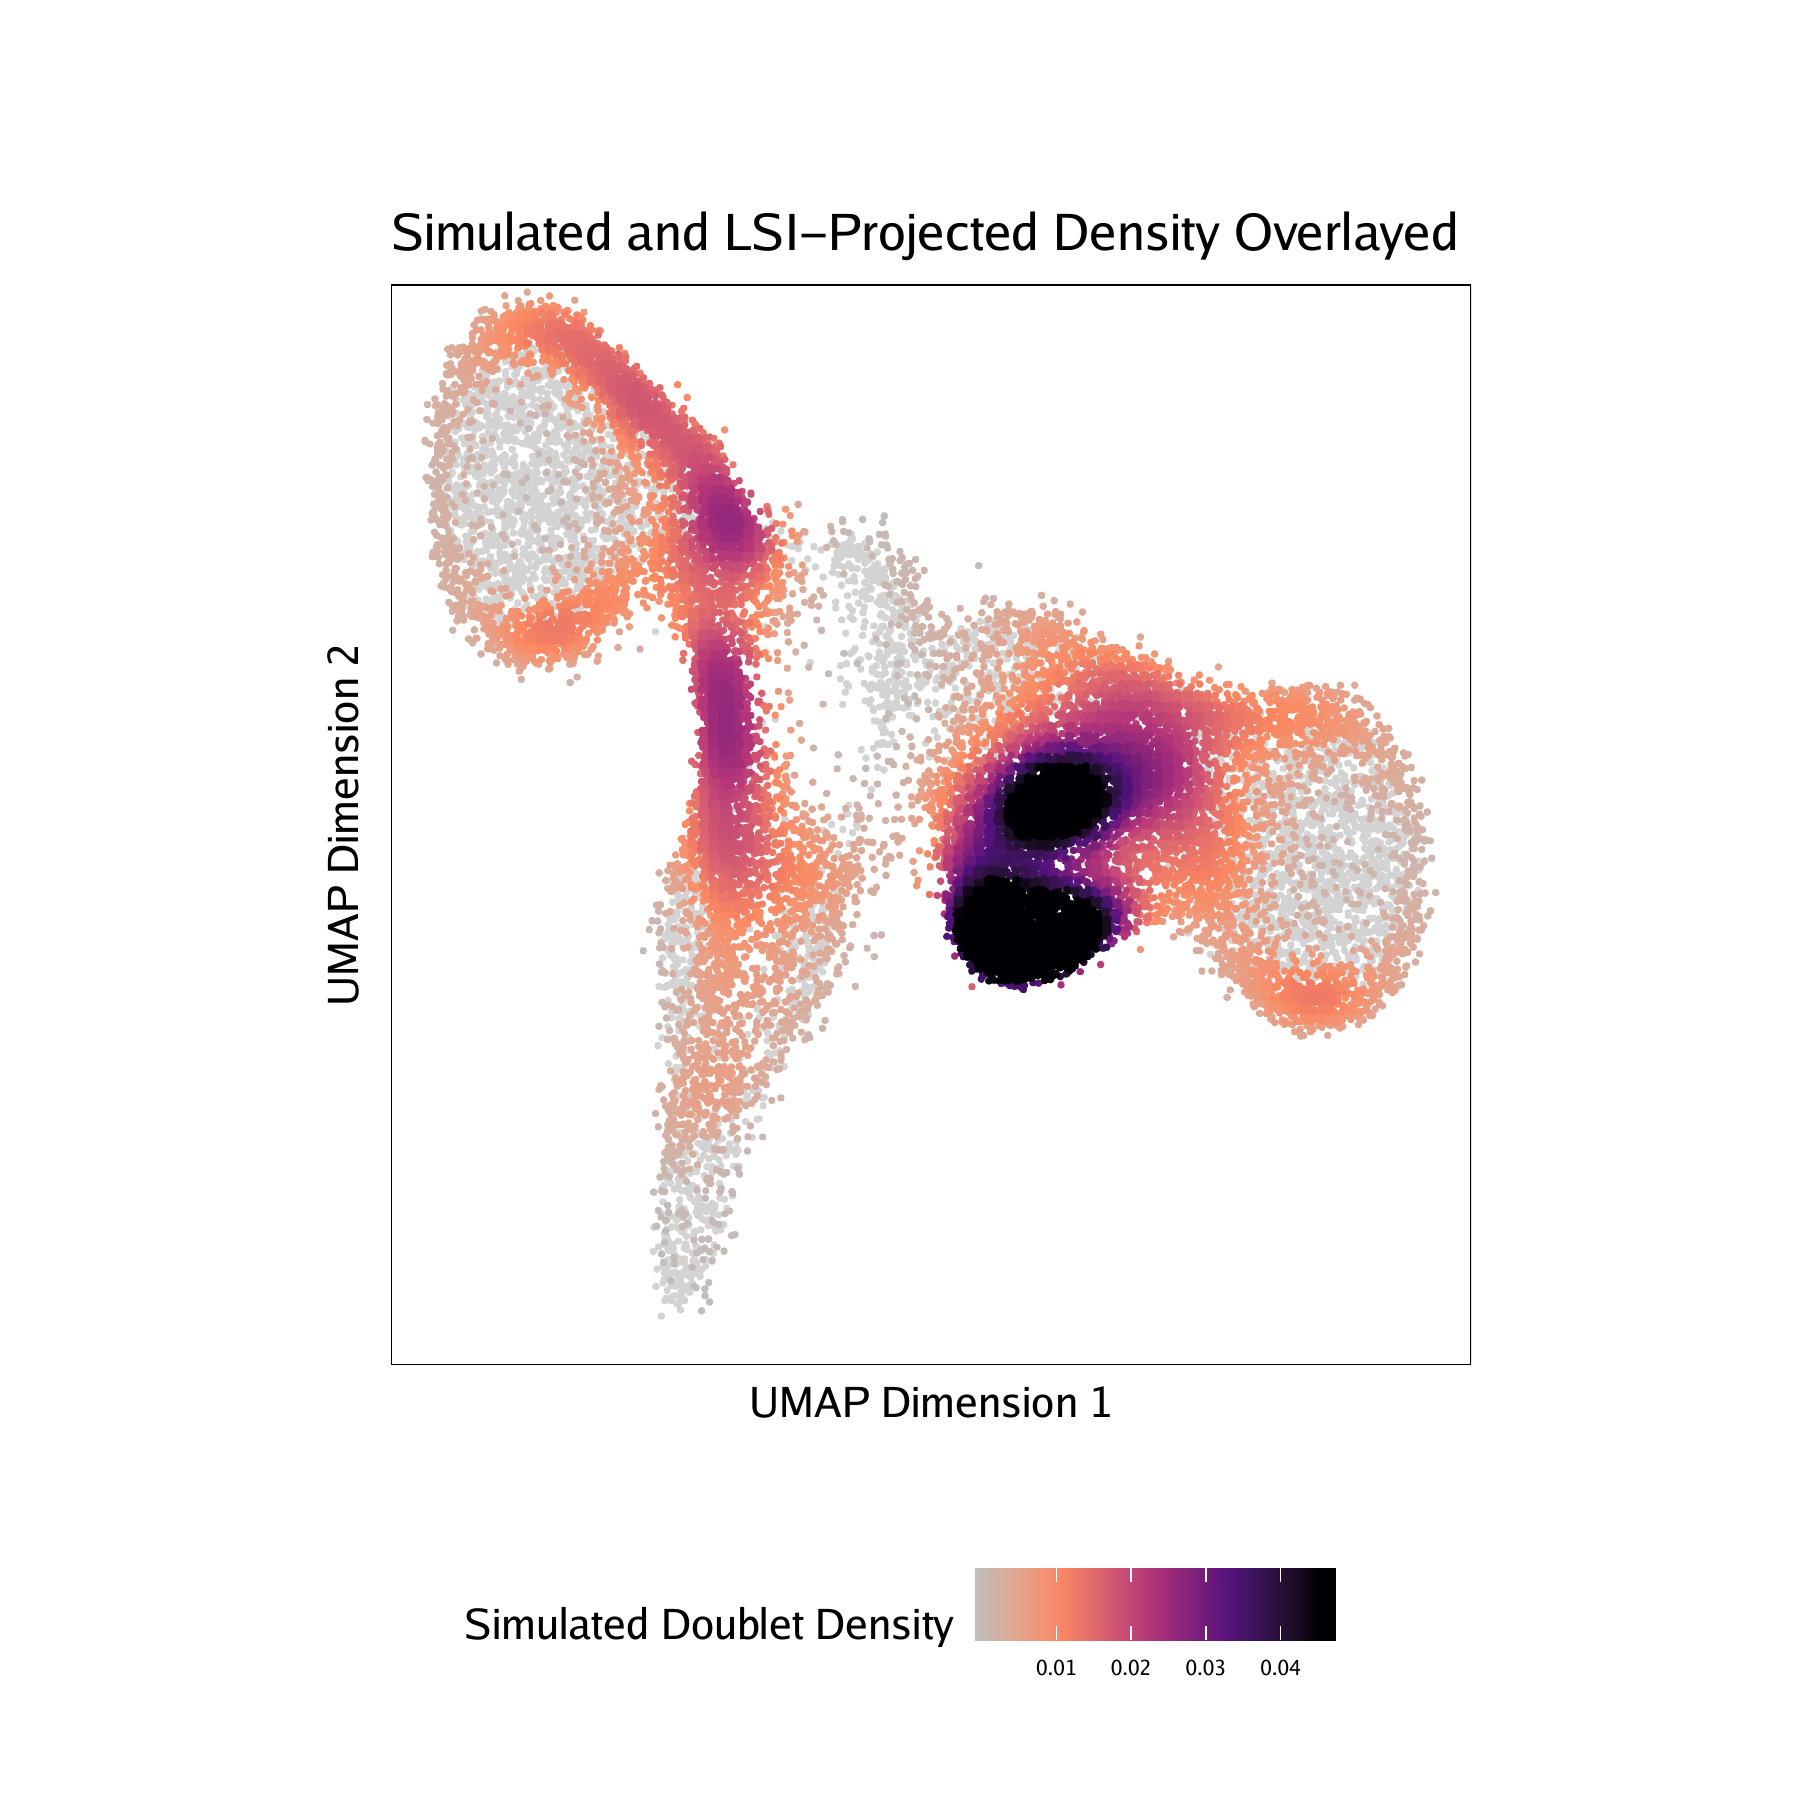 Simulated and LSI−Projected Density Overlayed
UMAP Dimension 2
UMAP Dimension 1
Simulated Doublet Density
0.01 0.02 0.03 0.04